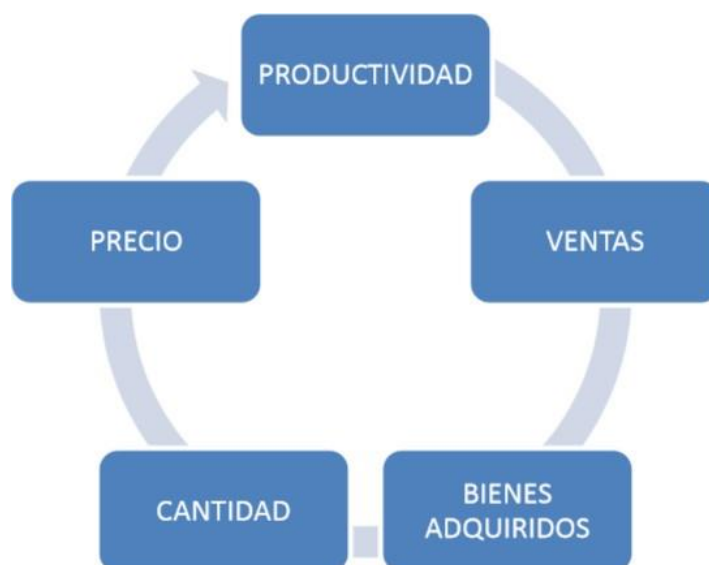 PRODUCTIVIDAD
VENTAS
BIENES
ADQUIRIDOS
CANTIDAD
PRECIO